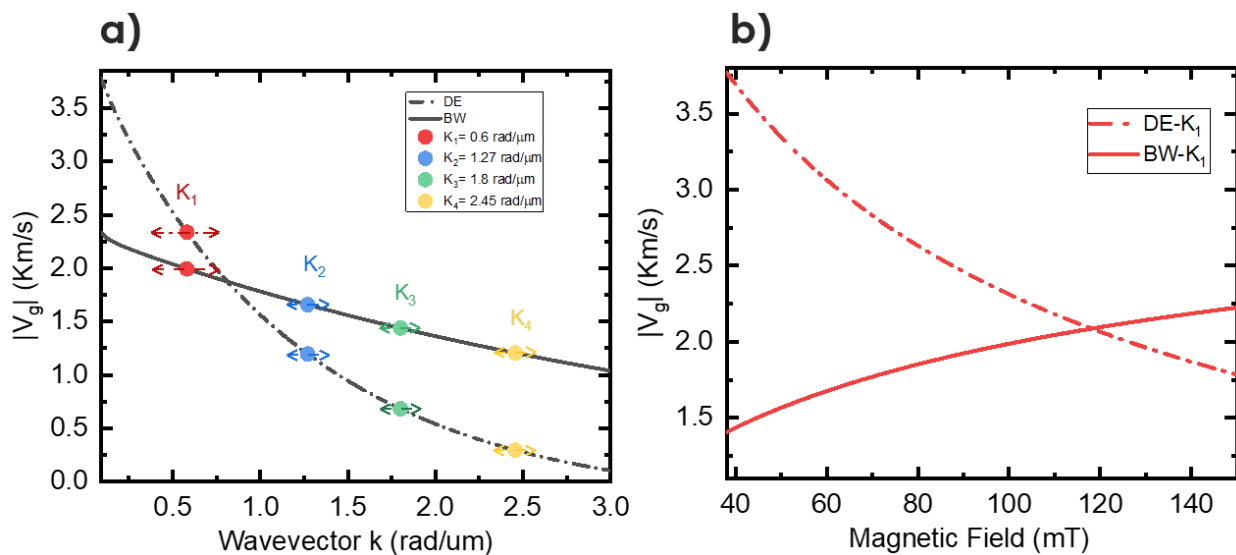 a)
|Vg| (Km/s)
3.5
3.0
2.5
2.0
1.5
1.0
0.5
0.0
0.5 1.0 1.5 2.0 2.5 3.0
Wavevector k (rad/um)
DE
BW
K1= 0.6 rad/μm
K2= 1.27 rad/μm
K3= 1.8 rad/μm
K4= 2.45 rad/μm
K1
K2
K3
K4
b)
|Vg| (Km/s)
3.5
3.0
2.5
2.0
1.5
40 60 80 100 120 140
Magnetic Field (mT)
DE-K1
BW-K1